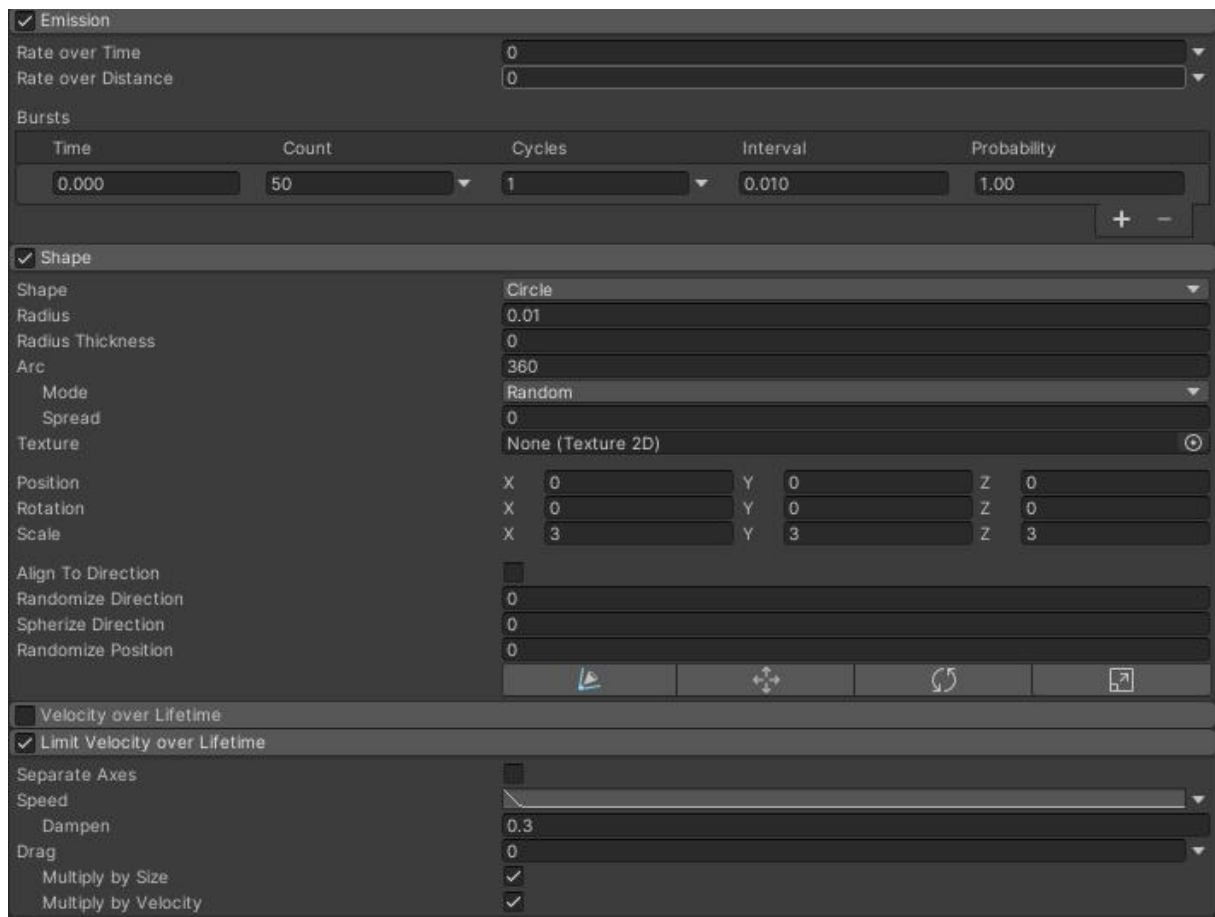 Emission
Rate over Time 0
Rate over Distance 0
Bursts
Time Count Cycles Interval Probability
0.000 50 1 0.010 1.00
+ −
Shape
Shape Circle
Radius 0.01
Radius Thickness 0
Arc 360
Mode Random
Spread 0
Texture None (Texture 2D)
Position X 0 Y 0 Z 0
Rotation X 0 Y 0 Z 0
Scale X 3 Y 3 Z 3
Align To Direction
Randomize Direction 0
Spherize Direction 0
Randomize Position 0
Velocity over Lifetime
Limit Velocity over Lifetime
Separate Axes
Speed
Dampen 0.3
Drag 0
Multiply by Size
Multiply by Velocity